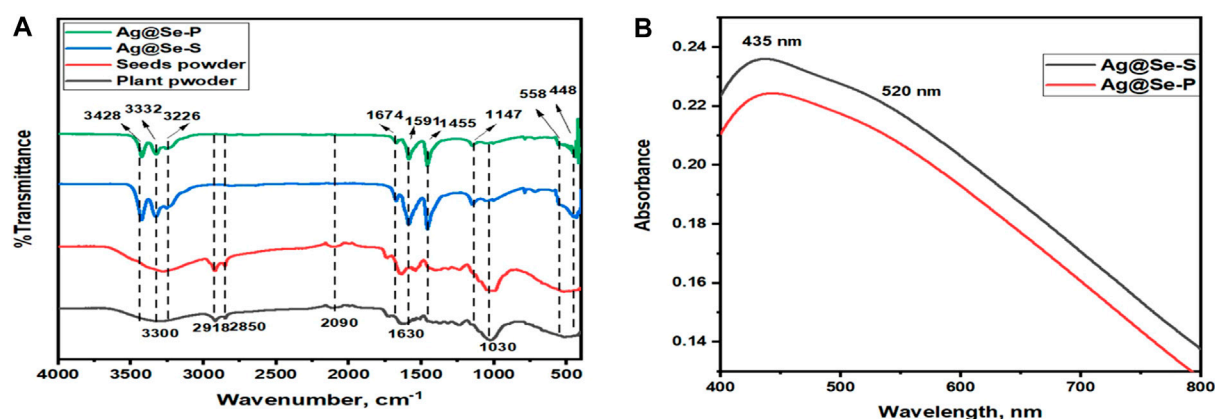 A
Ag@Se-P
Ag@Se-S
Seeds powder
Plant pwoder
3428
3332
3226
1674
1591
1455
1147
558
448
3300
2918
2850
2090
1630
1030
%Transmittance
4000 3500 3000 2500 2000 1500 1000 500
Wavenumber, cm⁻¹
B
435 nm
520 nm
Ag@Se-S
Ag@Se-P
Absorbance
0.24
0.22
0.20
0.18
0.16
0.14
400 500 600 700 800
Wavelength, nm